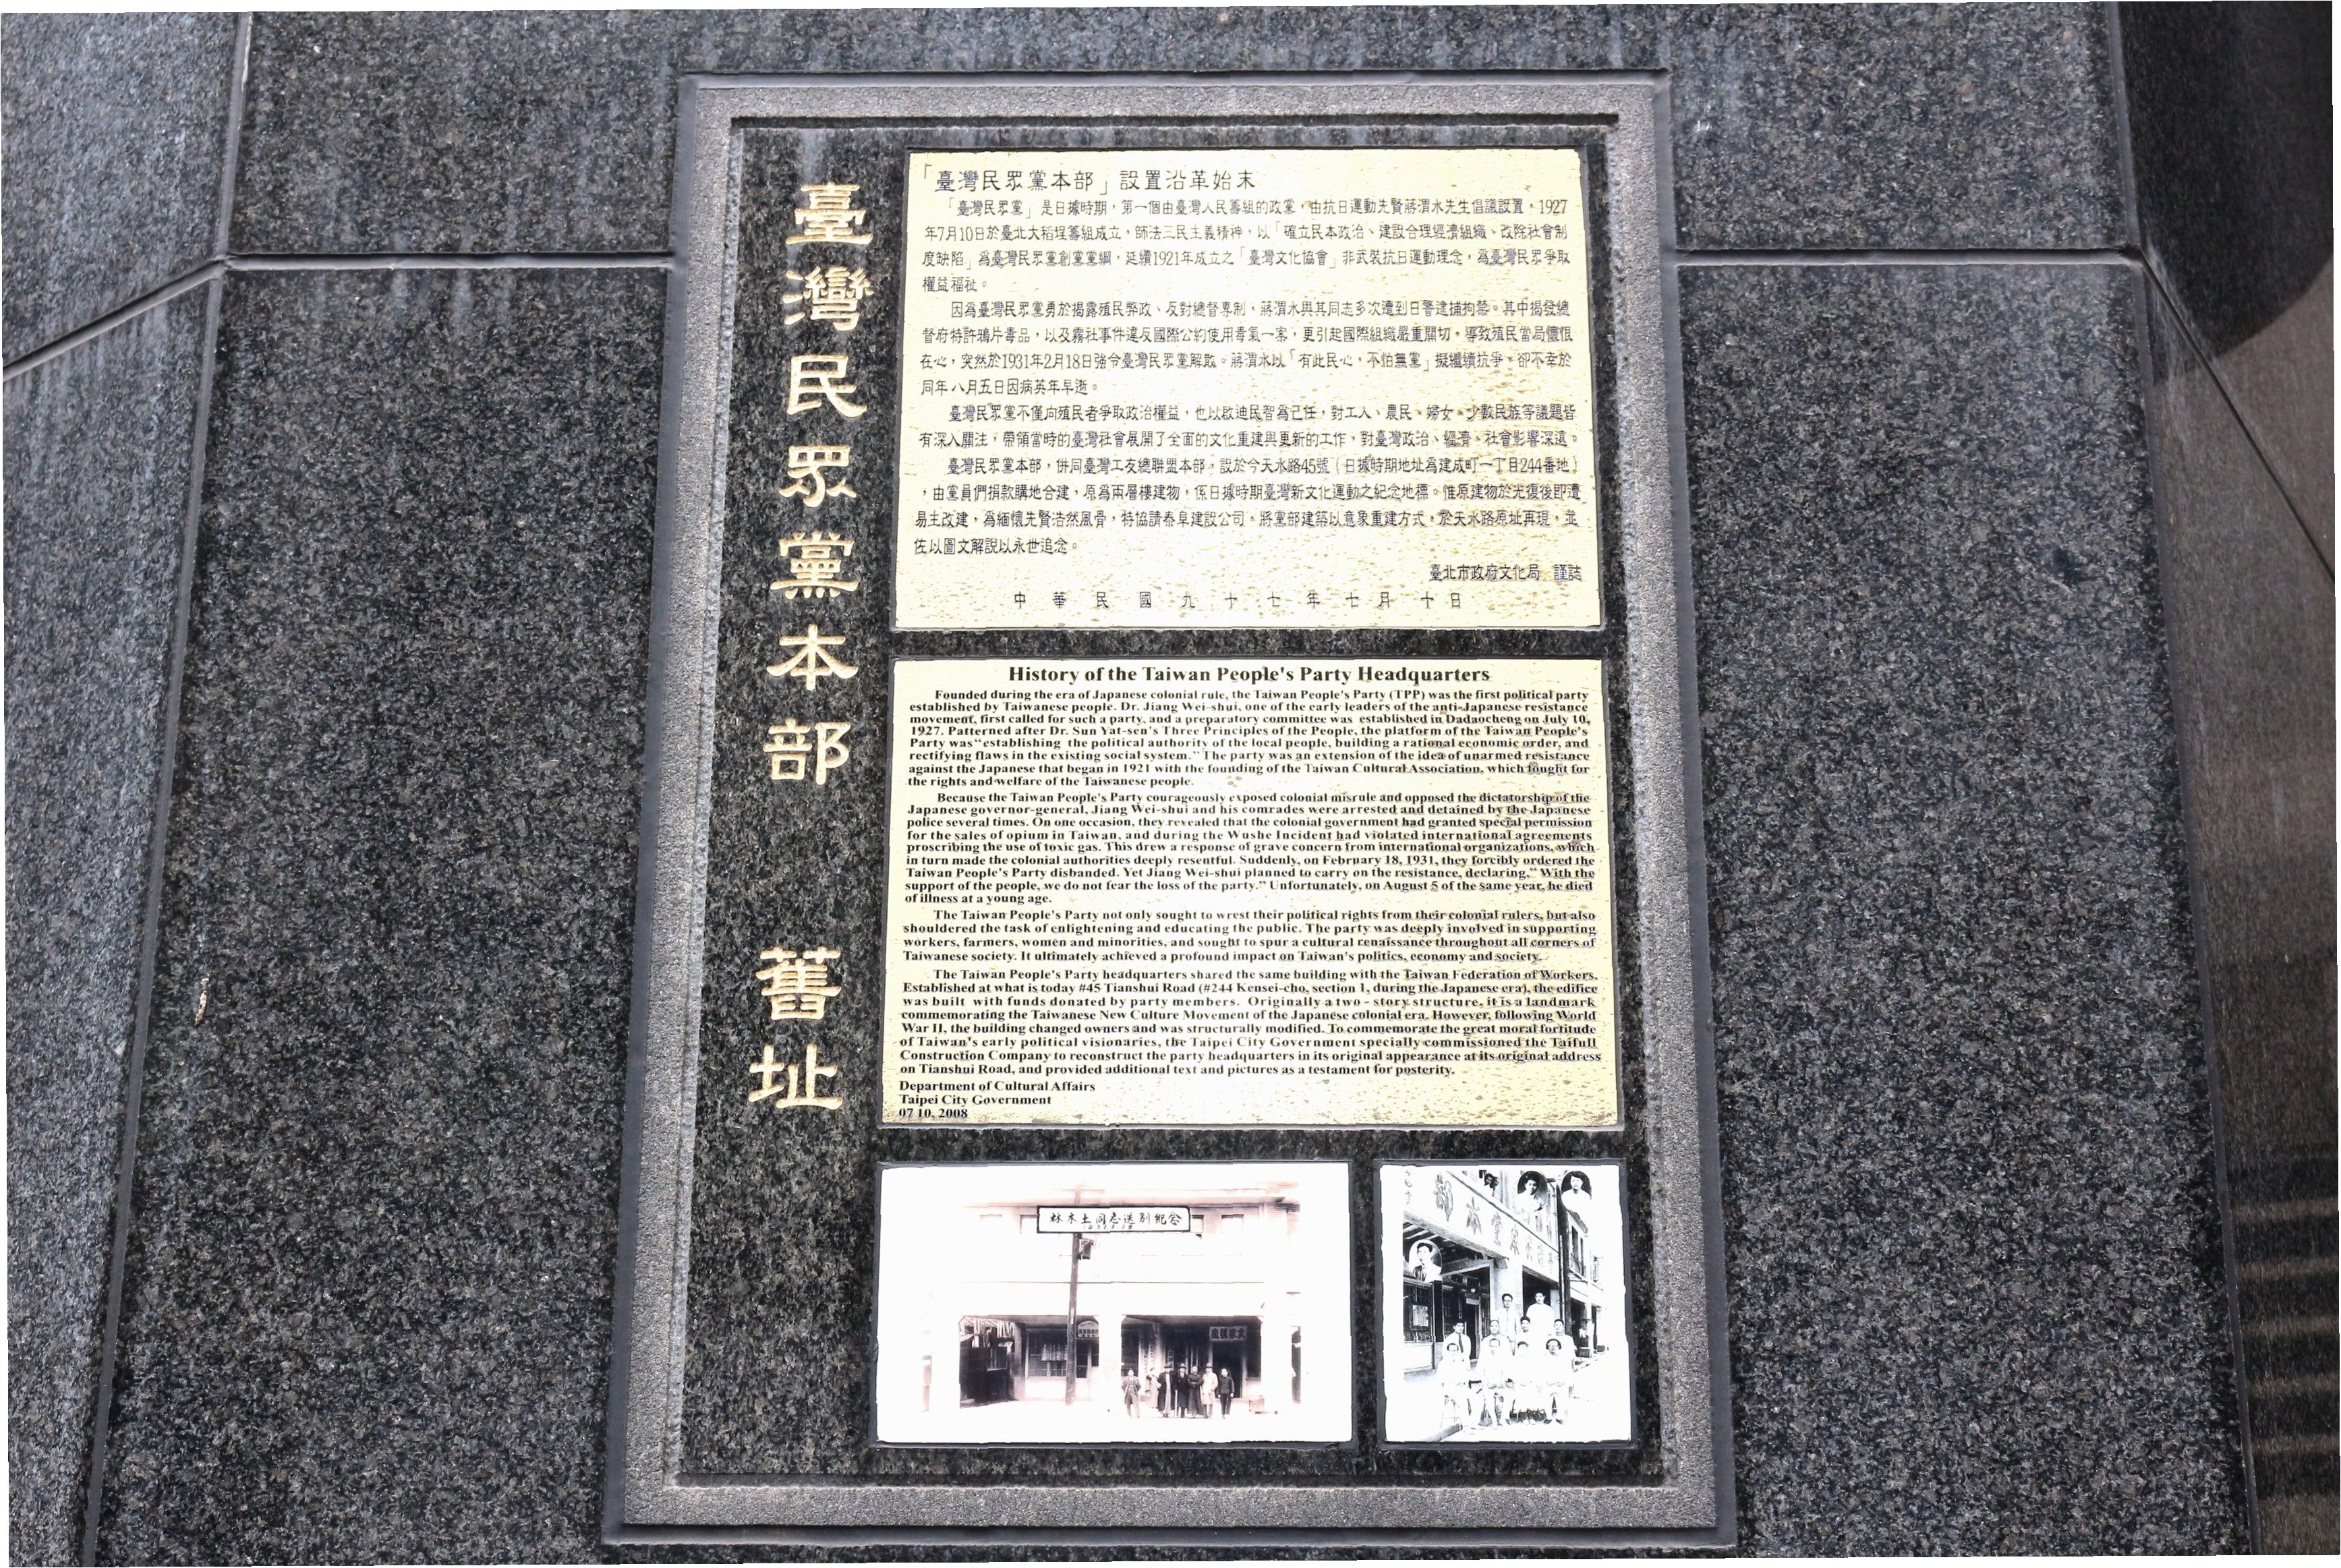 臺灣民眾黨本部 舊址
「臺灣民眾黨本部」設置沿革始末
「臺灣民眾黨」是日據時期，第一個由臺灣人民籌組的政黨，由抗日運動先賢蔣渭水先生倡議設置，1927
年7月10日於臺北大稻埕籌組成立，師法三民主義精神，以「確立民本政治、建設合理經濟組織、改除社會制
度缺陷」為臺灣民眾黨創黨黨綱，延續1921年成立之「臺灣文化協會」非武裝抗日運動理念，為臺灣民眾爭取
權益福祉。
因為臺灣民眾黨勇於揭露殖民弊政、反對總督專制，蔣渭水與其同志多次遭到日警逮捕拘禁。其中揭發總
督府特許鴉片毒品，以及霧社事件違反國際公約使用毒氣一案，更引起國際組織嚴重關切，導致殖民當局懷恨
在心，突然於1931年2月18日強令臺灣民眾黨解散。蔣渭水以「有此民心，不怕無黨」擬繼續抗爭，卻不幸於
同年八月五日因病英年早逝。
臺灣民眾黨不僅向殖民者爭取政治權益，也以啟迪民智為己任，對工人、農民、婦女、少數民族等議題皆
有深入關注，帶領當時的臺灣社會展開了全面的文化重建與更新的工作，對臺灣政治、經濟、社會影響深遠。
臺灣民眾黨本部，併同臺灣工友總聯盟本部，設於今天水路45號（日據時期地址為建成町一丁目244番地）
，由黨員們捐款購地合建，原為兩層樓建物，係日據時期臺灣新文化運動之紀念地標。惟原建物於光復後即遭
易主改建，為緬懷先賢浩然風骨，特協請泰阜建設公司，將黨部建築以意象重建方式，於天水路原址再現，並
佐以圖文解說以永世追念。
臺北市政府文化局 謹誌
中華民國九十七年七月十日
History of the Taiwan People's Party Headquarters
Founded during the era of Japanese colonial rule, the Taiwan People's Party (TPP) was the first political party
established by Taiwanese people. Dr. Jiang Wei-shui, one of the early leaders of the anti-Japanese resistance
movement, first called for such a party, and a preparatory committee was established in Dadaocheng on July 10,
1927. Patterned after Dr. Sun Yat-sen's Three Principles of the People, the platform of the Taiwan People's
Party was "establishing the political authority of the local people, building a rational economic order, and
rectifying flaws in the existing social system." The party was an extension of the idea of unarmed resistance
against the Japanese that began in 1921 with the founding of the Taiwan Cultural Association, which fought for
the rights and welfare of the Taiwanese people.
Because the Taiwan People's Party courageously exposed colonial misrule and opposed the dictatorship of the
Japanese governor-general, Jiang Wei-shui and his comrades were arrested and detained by the Japanese
police several times. On one occasion, they revealed that the colonial government had granted special permission
for the sales of opium in Taiwan, and during the Wushe Incident had violated international agreements
proscribing the use of toxic gas. This drew a response of grave concern from international organizations, which
in turn made the colonial authorities deeply resentful. Suddenly, on February 18, 1931, they forcibly ordered the
Taiwan People's Party disbanded. Yet Jiang Wei-shui planned to carry on the resistance, declaring," With the
support of the people, we do not fear the loss of the party." Unfortunately, on August 5 of the same year, he died
of illness at a young age.
The Taiwan People's Party not only sought to wrest their political rights from their colonial rulers, but also
shouldered the task of enlightening and educating the public. The party was deeply involved in supporting
workers, farmers, women and minorities, and sought to spur a cultural renaissance throughout all corners of
Taiwanese society. It ultimately achieved a profound impact on Taiwan's politics, economy and society.
The Taiwan People's Party headquarters shared the same building with the Taiwan Federation of Workers.
Established at what is today #45 Tianshui Road (#244 Kensei-cho, section 1, during the Japanese era), the edifice
was built with funds donated by party members. Originally a two - story structure, it is a landmark
commemorating the Taiwanese New Culture Movement of the Japanese colonial era. However, following World
War II, the building changed owners and was structurally modified. To commemorate the great moral fortitude
of Taiwan's early political visionaries, the Taipei City Government specially commissioned the Taifull
Construction Company to reconstruct the party headquarters in its original appearance at its original address
on Tianshui Road, and provided additional text and pictures as a testament for posterity.
Department of Cultural Affairs
Taipei City Government
07 10, 2008
林木土同志送別紀念
部本黨眾